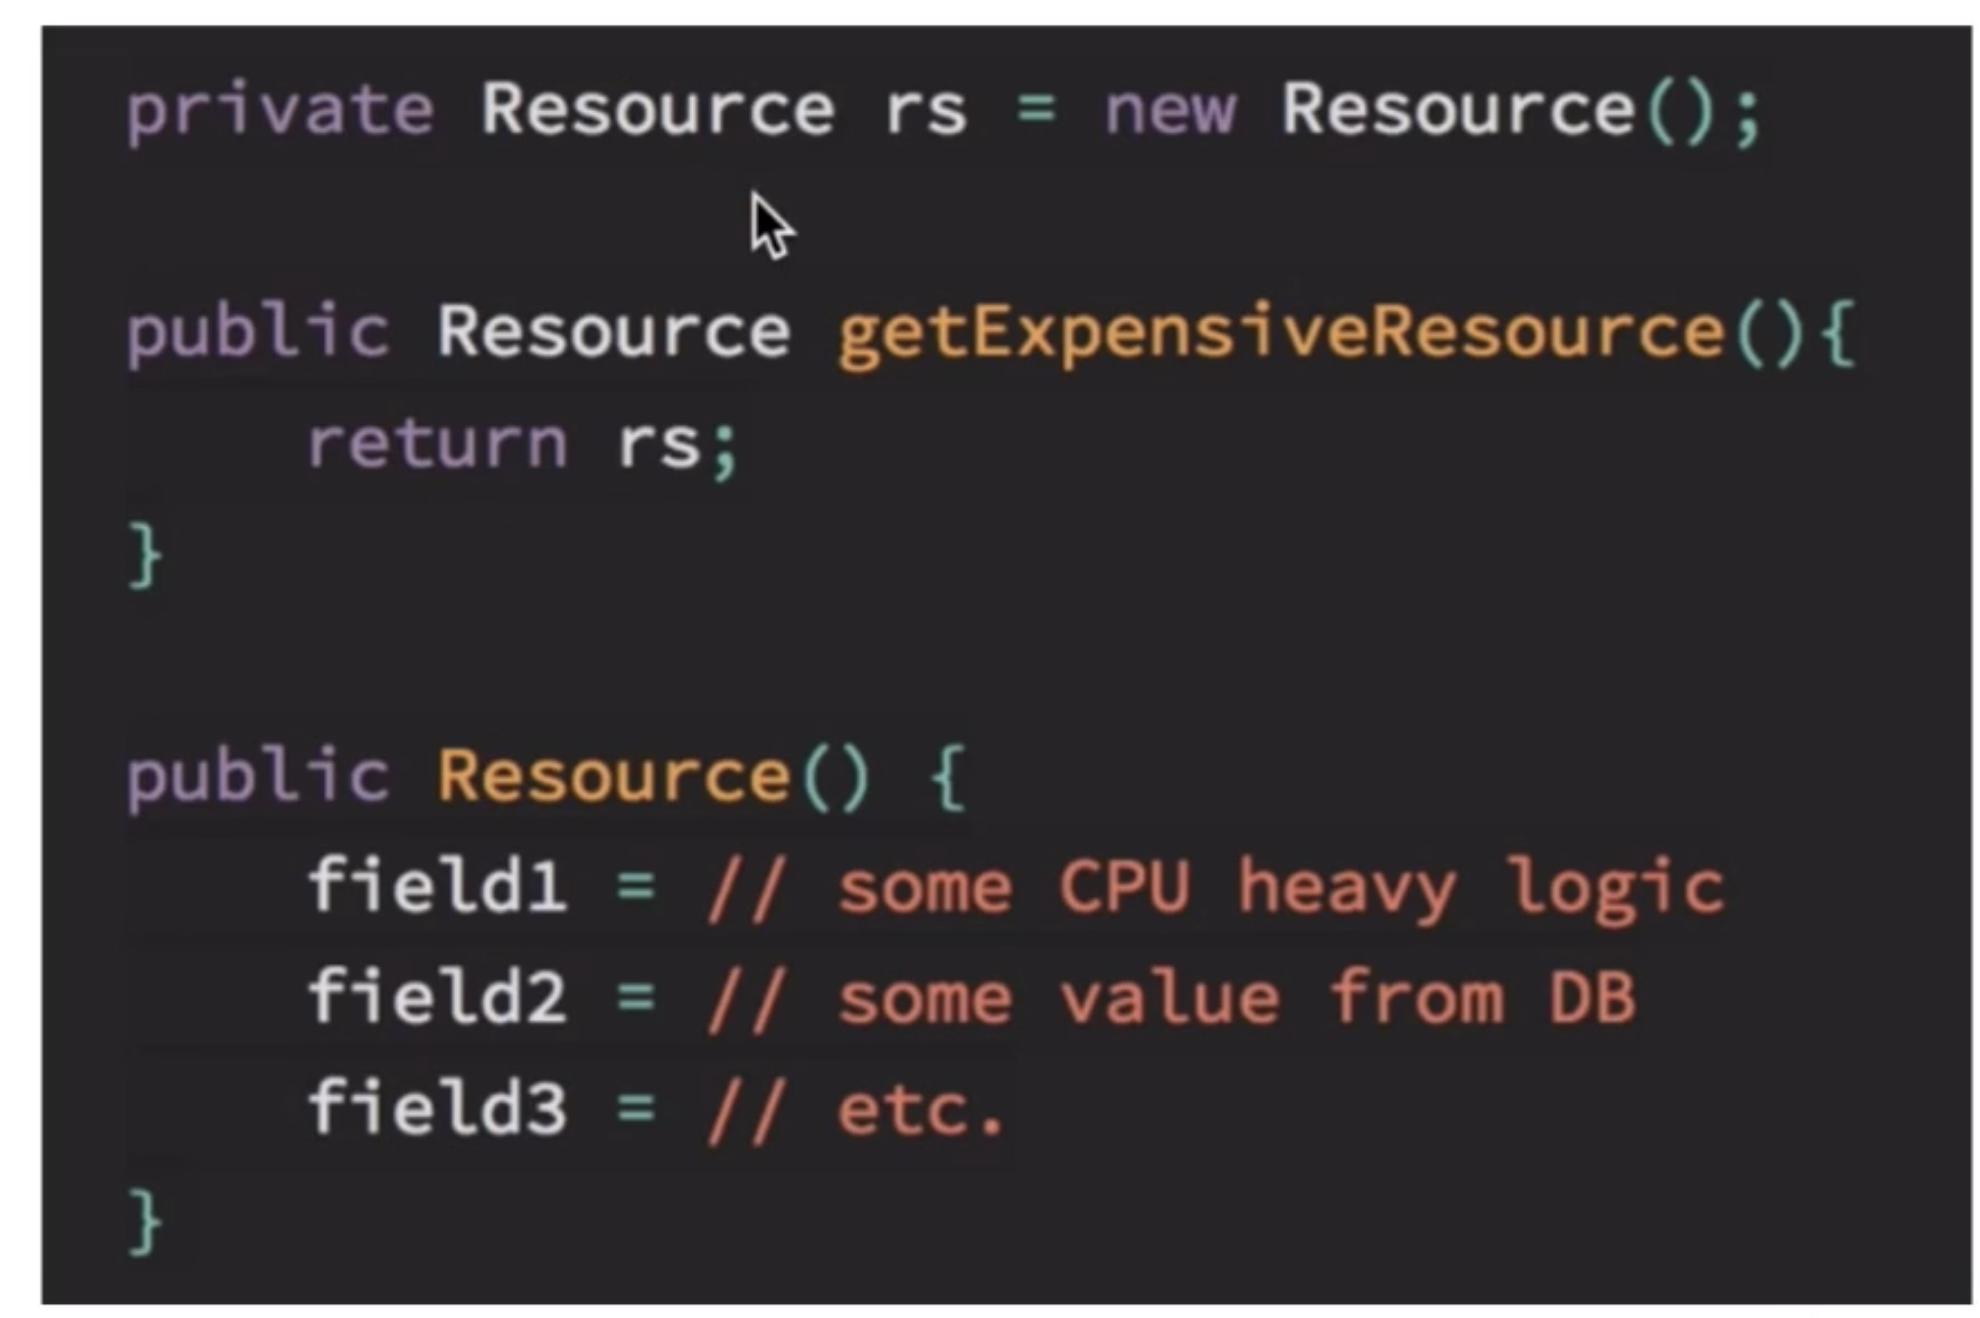 private Resource rs = new Resource();
public Resource getExpensiveResource(){
return rs;
}
public Resource() {
field1 = // some CPU heavy logic
field2 = // some value from DB
field3 = // etc.
}